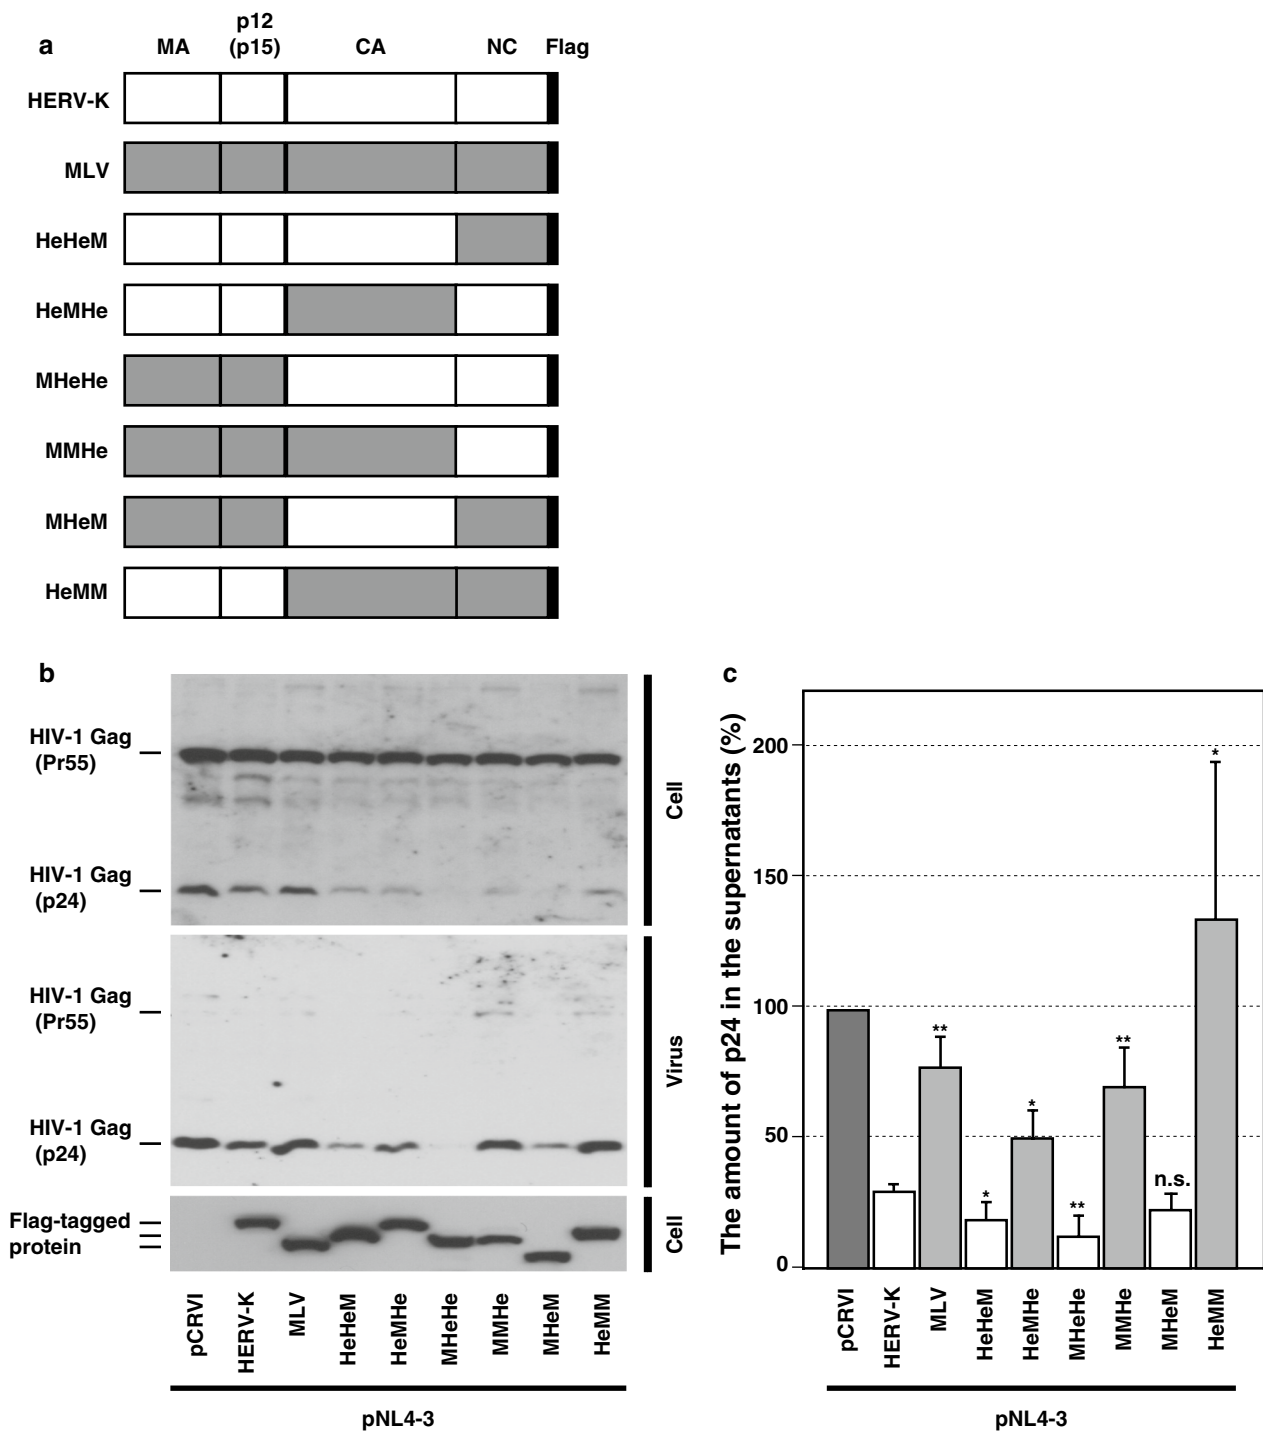 a
MA
p12
(p15)
CA
NC
Flag
HERV-K
MLV
HeHeM
HeMHe
MHeHe
MMHe
MHeM
HeMM
b
HIV-1 Gag
(Pr55)
HIV-1 Gag
(p24)
Cell
HIV-1 Gag
(Pr55)
HIV-1 Gag
(p24)
Virus
Flag-tagged
protein
Cell
pCRVI
HERV-K
MLV
HeHeM
HeMHe
MHeHe
MMHe
MHeM
HeMM
pNL4-3
c
The amount of p24 in the supernatants (%)
200
150
100
50
0
**
*
*
**
**
n.s.
*
pCRVI
HERV-K
MLV
HeHeM
HeMHe
MHeHe
MMHe
MHeM
HeMM
pNL4-3